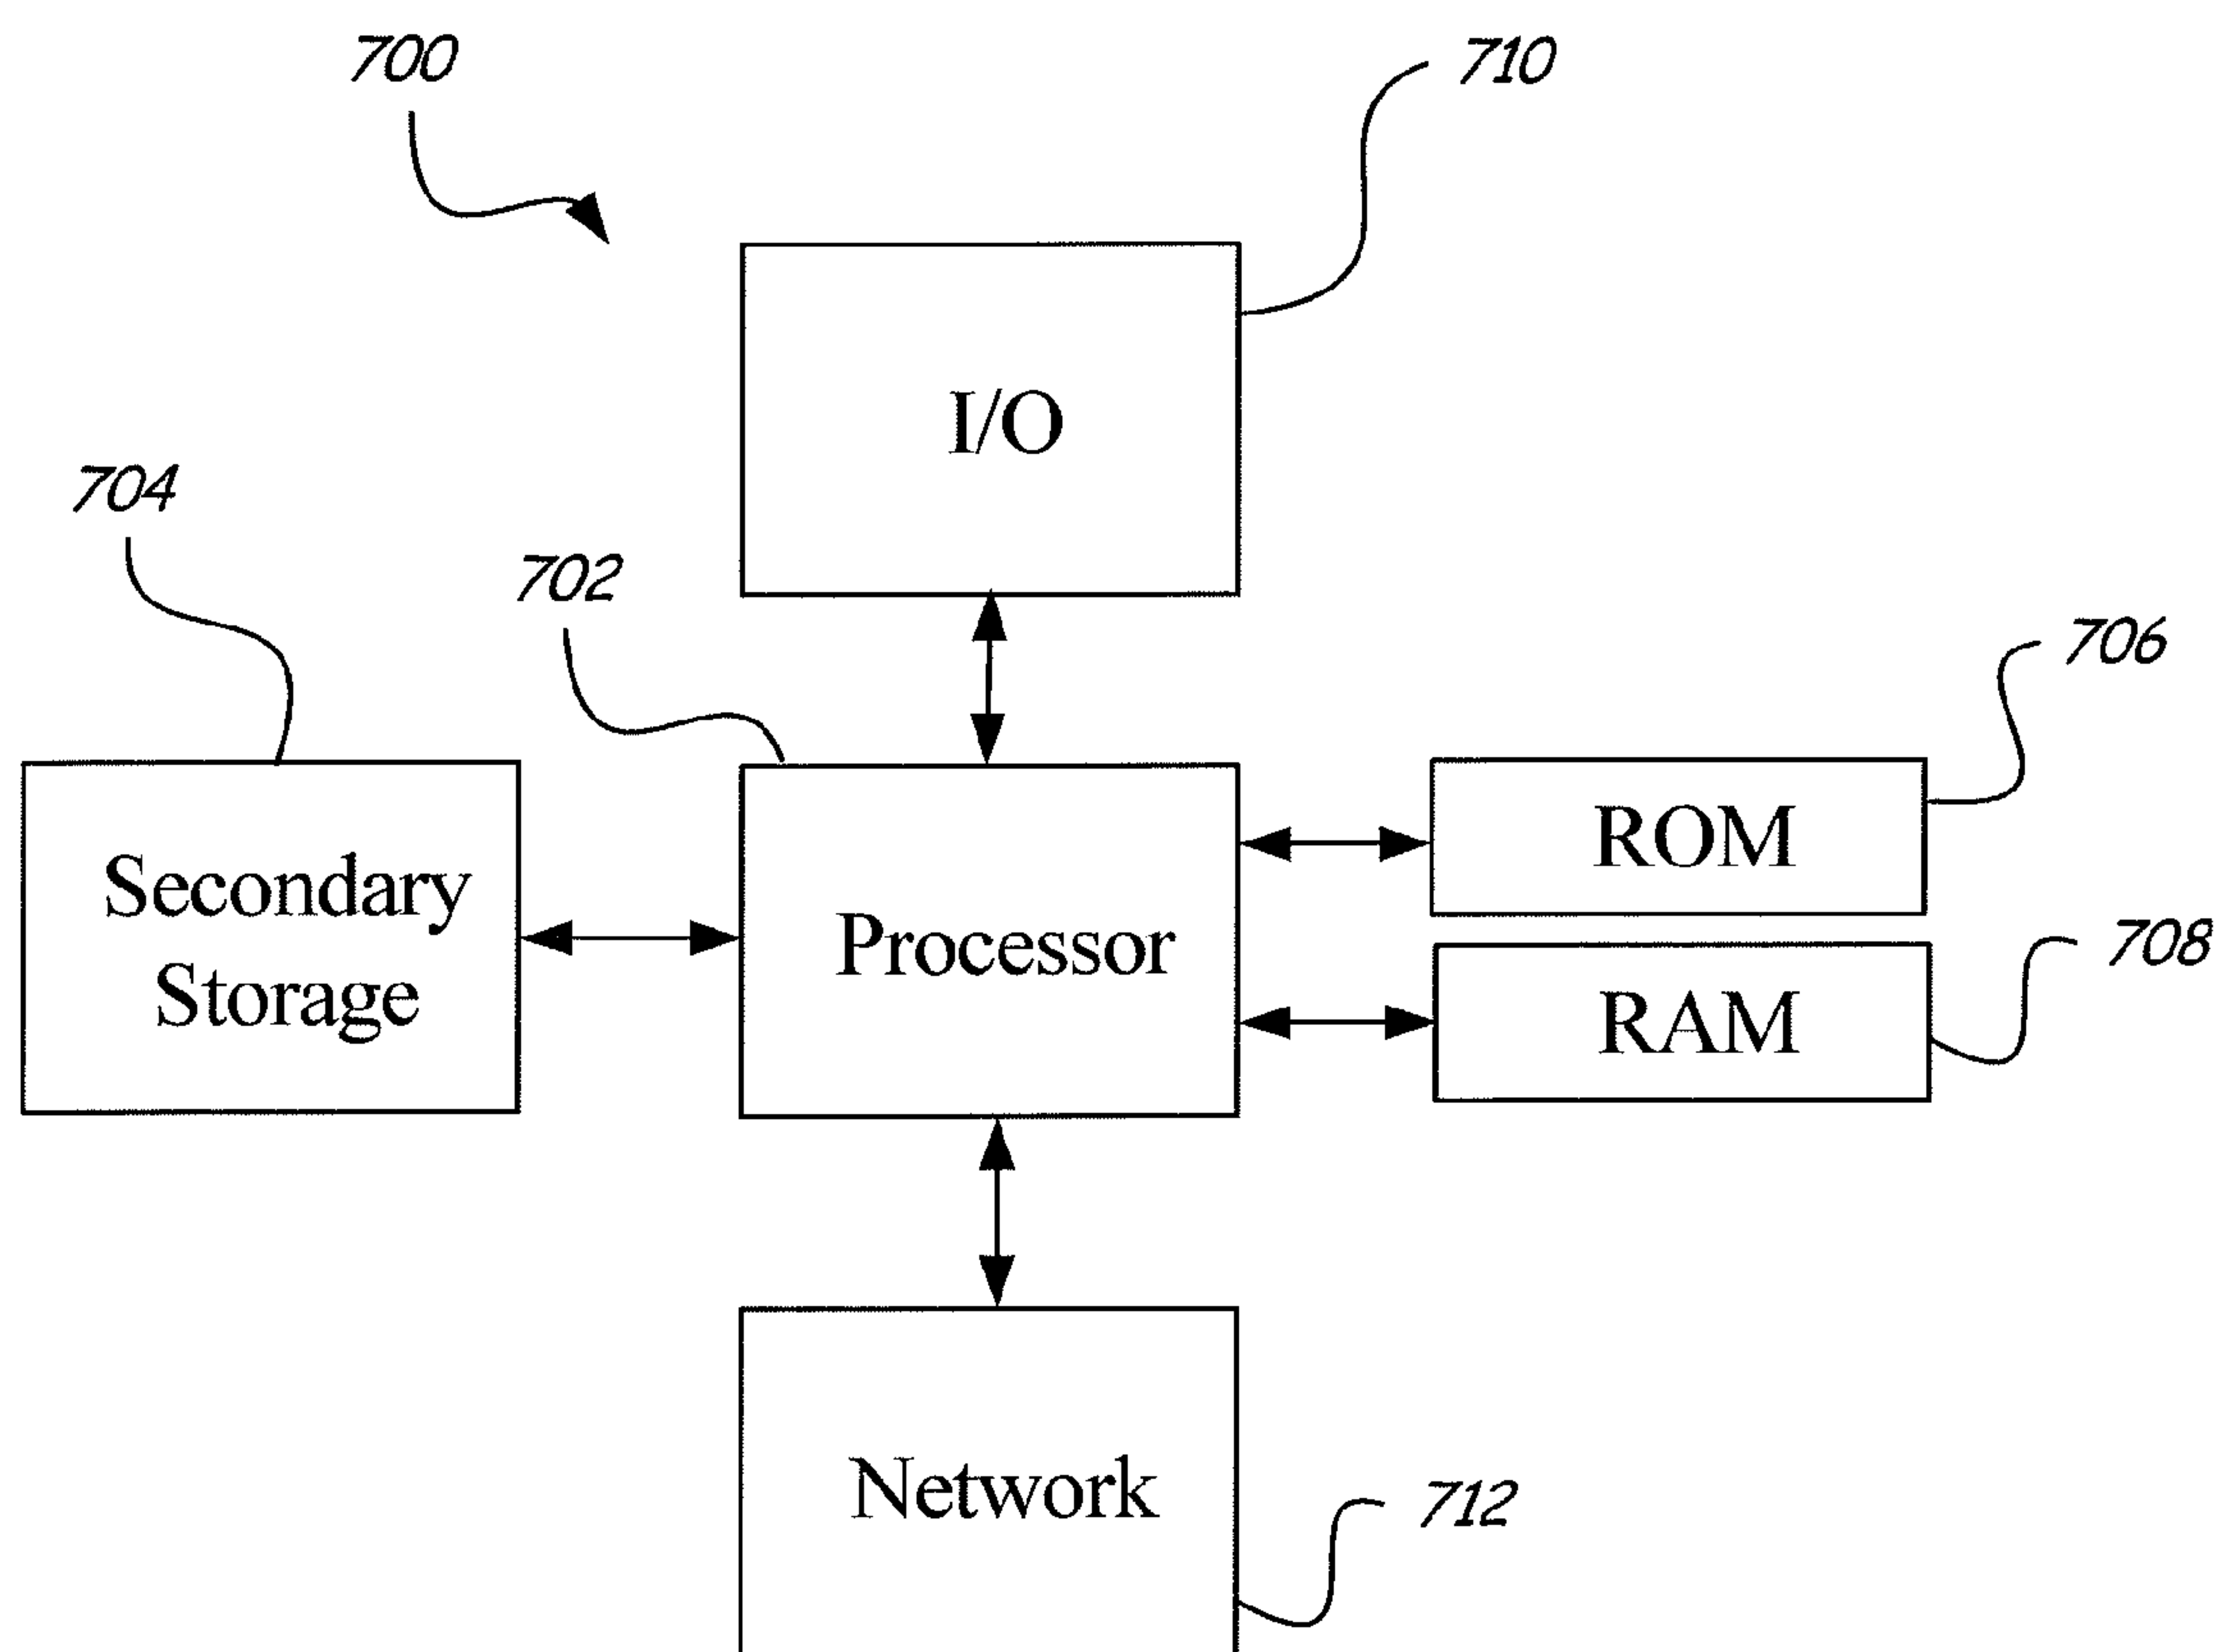 700
710
I/O
704
702
706
Secondary
Storage
Processor
ROM
RAM
708
Network
712